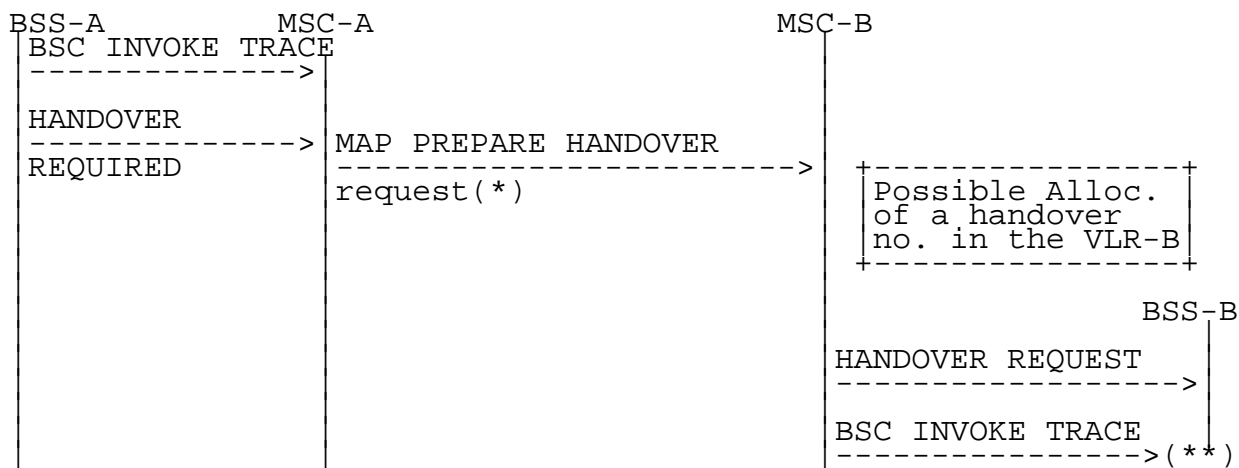 BSS-A MSC-A MSC-B
BSC INVOKE TRACE
-------------->
HANDOVER
--------------> MAP PREPARE HANDOVER
REQUIRED ------------------------>
request(*)
+----------------+
Possible Alloc.
of a handover
no. in the VLR-B
+----------------+
BSS-B
HANDOVER REQUEST
------------------>
BSC INVOKE TRACE
---------------->(**)